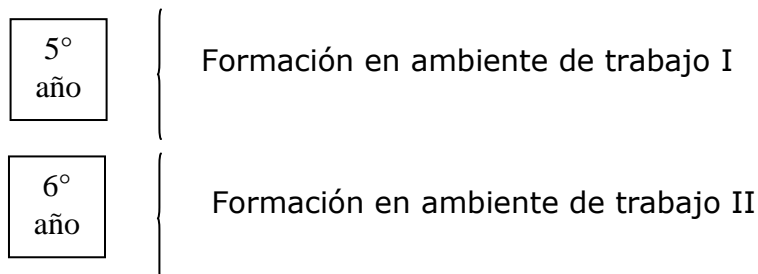 5°
año
Formación en ambiente de trabajo I
6°
año
Formación en ambiente de trabajo II